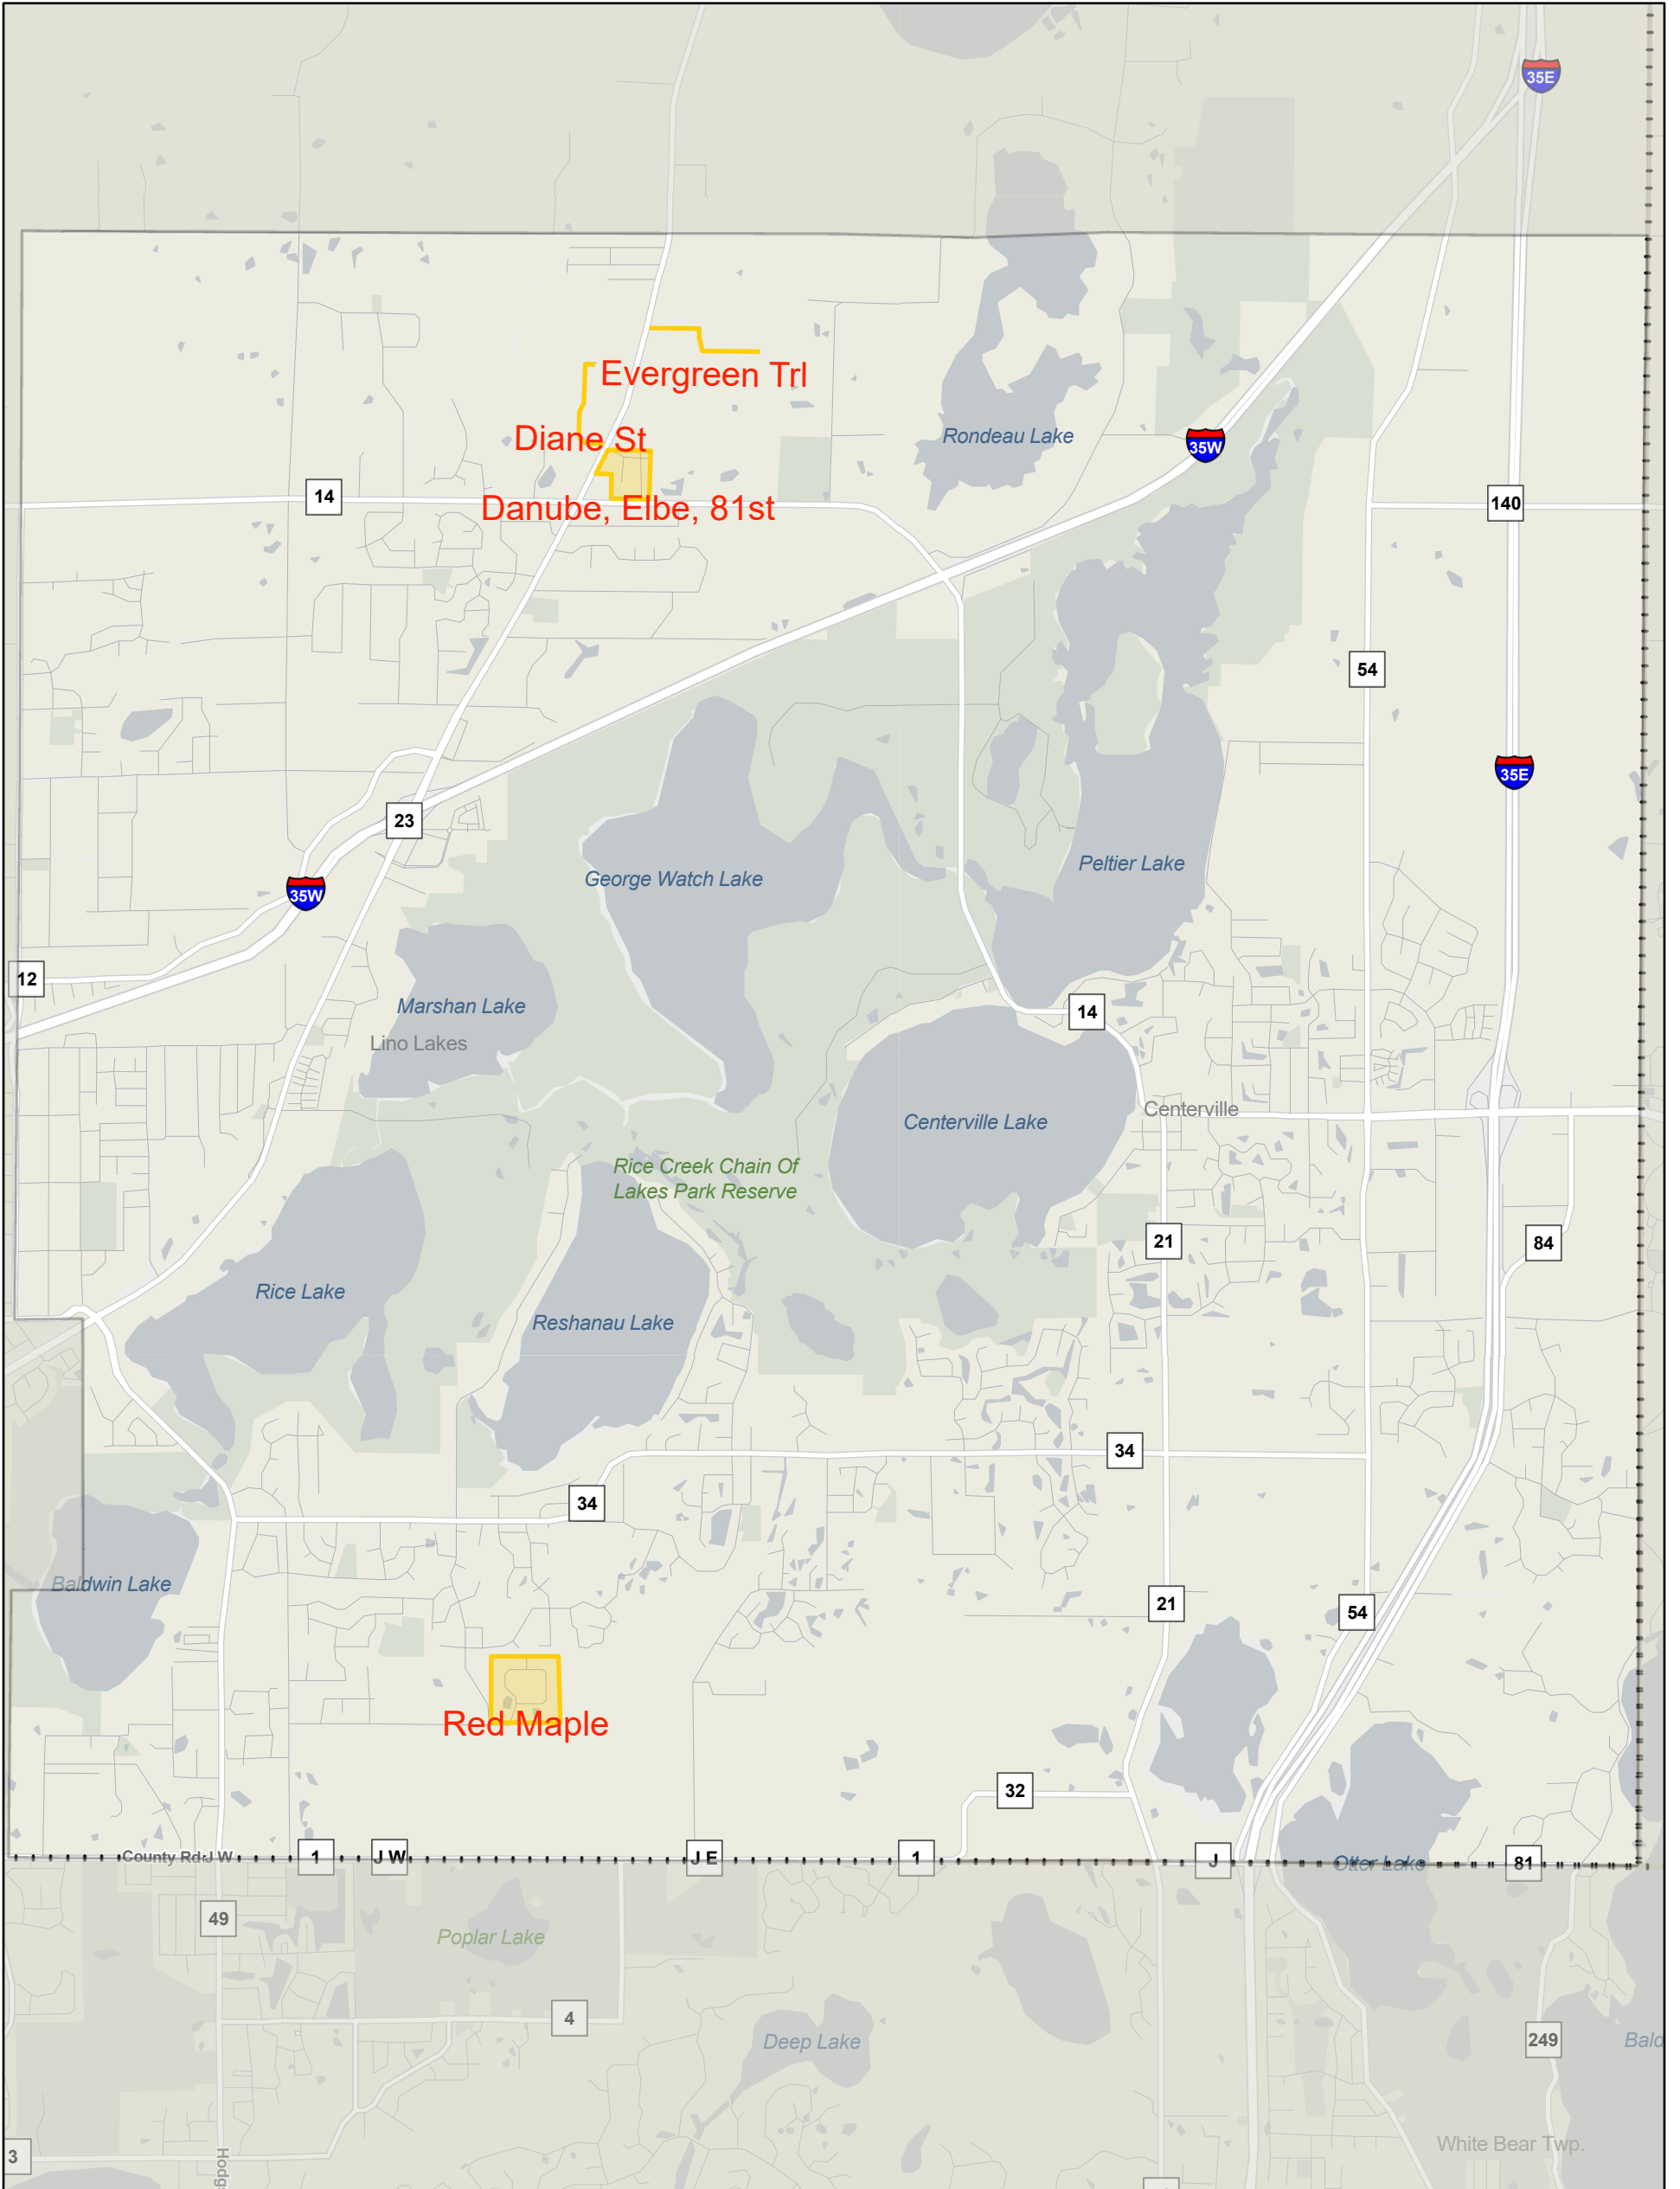 35E
Evergreen Trl
Diane St
Rondeau Lake
35W
14
Danube, Elbe, 81st
140
54
35E
23
George Watch Lake
Peltier Lake
35W
12
Marshan Lake
14
Lino Lakes
Centerville Lake
Centerville
Rice Creek Chain Of
Lakes Park Reserve
21
84
Rice Lake
Reshanau Lake
34
34
Baldwin Lake
21
54
Red Maple
32
County Rd J W
1
J W
J E
1
J
Otter Lake
81
49
Poplar Lake
4
Deep Lake
249
Bald
White Bear Twp.
3
Hodgs